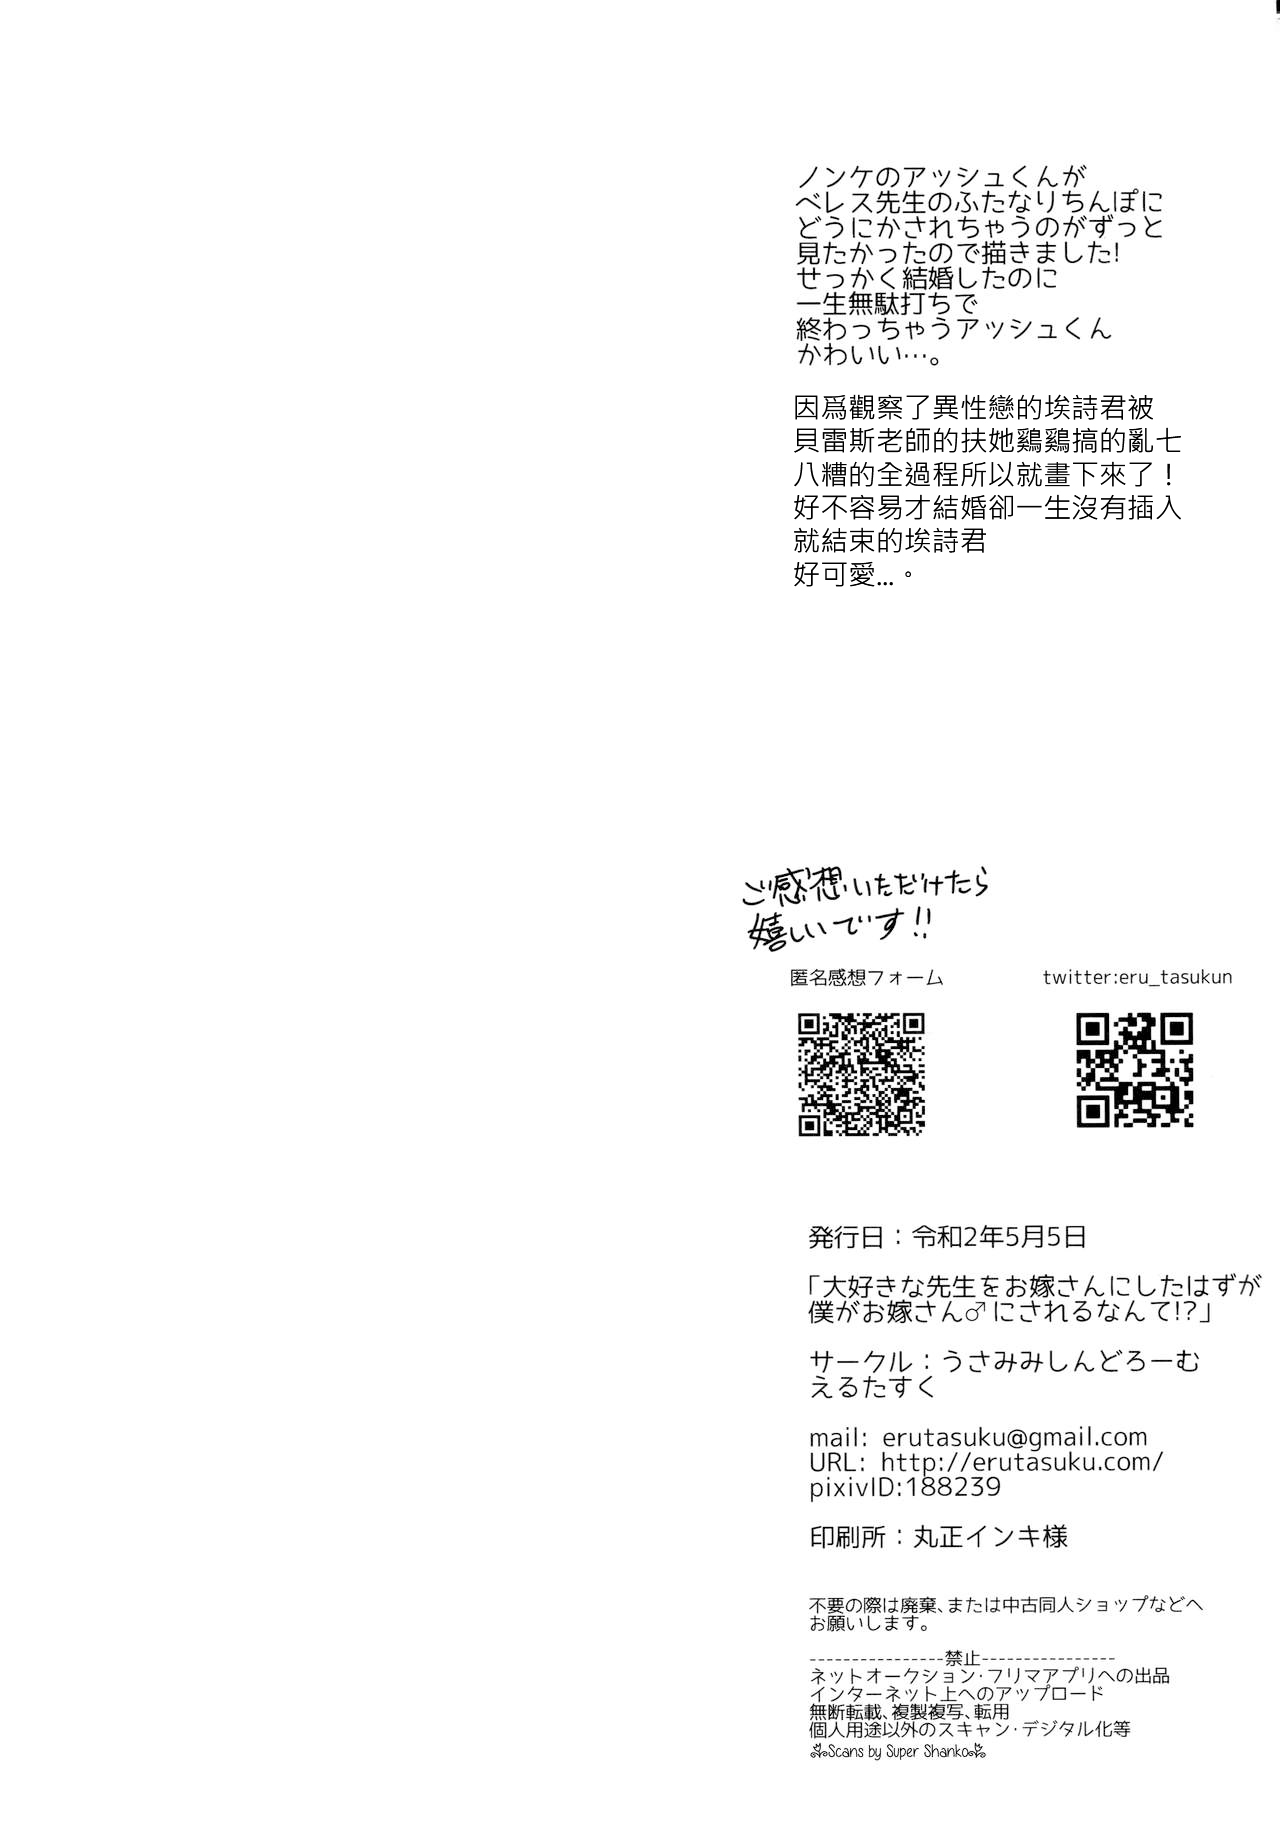 ノンケのアッシュくんが
ベレス先生のふたなりちんぽに
どうにかされちゃうのがずっと
見たかったので描きました!
せっかく結婚したのに
一生無駄打ちで
終わっちゃうアッシュくん
かわいい…。
因爲觀察了異性戀的埃詩君被
貝雷斯老師的扶她鷄鷄搞的亂七
八糟的全過程所以就畫下來了！
好不容易才結婚卻一生沒有插入
就結束的埃詩君
好可愛...。
ご感想いただけたら
嬉しいです!!
匿名感想フォーム
twitter:eru_tasukun
発行日：令和2年5月5日
「大好きな先生をお嫁さんにしたはずが
僕がお嫁さん♂にされるなんて!?」
サークル：うさみみしんどろーむ
えるたすく
mail: erutasuku@gmail.com
URL: http://erutasuku.com/
pixivID:188239
印刷所：丸正インキ様
不要の際は廃棄、または中古同人ショップなどへ
お願いします。
----------------禁止----------------
ネットオークション・フリマアプリへの出品
インターネット上へのアップロード
無断転載、複製複写、転用
個人用途以外のスキャン・デジタル化等
Scans by Super Shanko